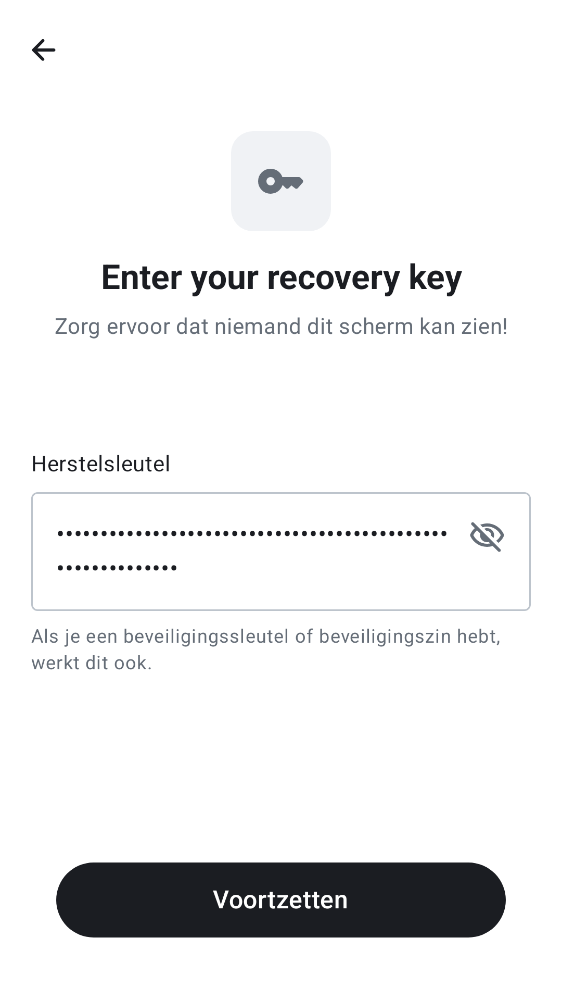 Enter your recovery key
Zorg ervoor dat niemand dit scherm kan zien!
Herstelsleutel
Als je een beveiligingssleutel of beveiligingszin hebt,
werkt dit ook.
Voortzetten